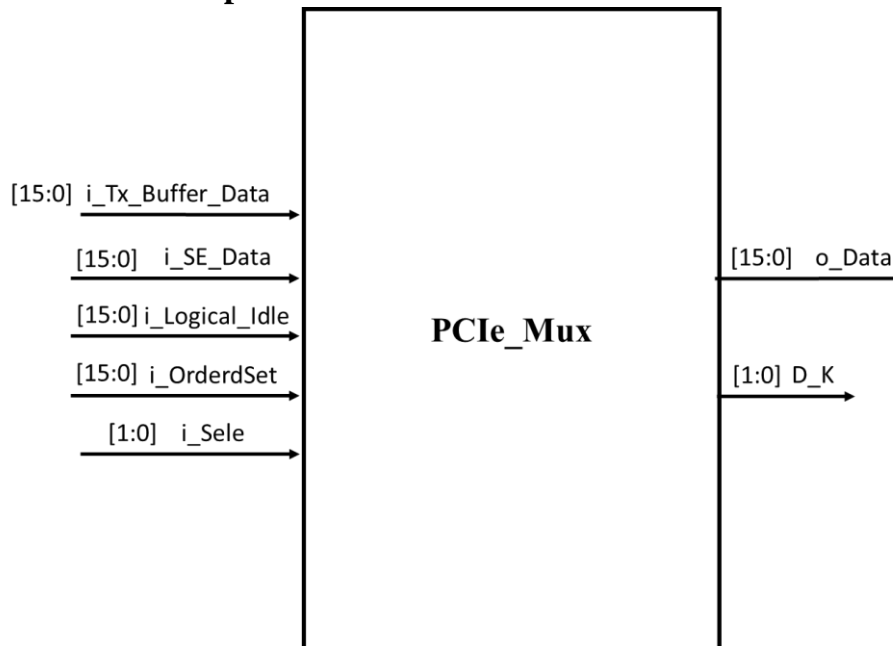 [15:0] i_Tx_Buffer_Data
[15:0] i_SE_Data
[15:0] i_Logical_Idle
[15:0] i_OrderdSet
[1:0] i_Sele
PCIe_Mux
[15:0] o_Data
[1:0] D_K